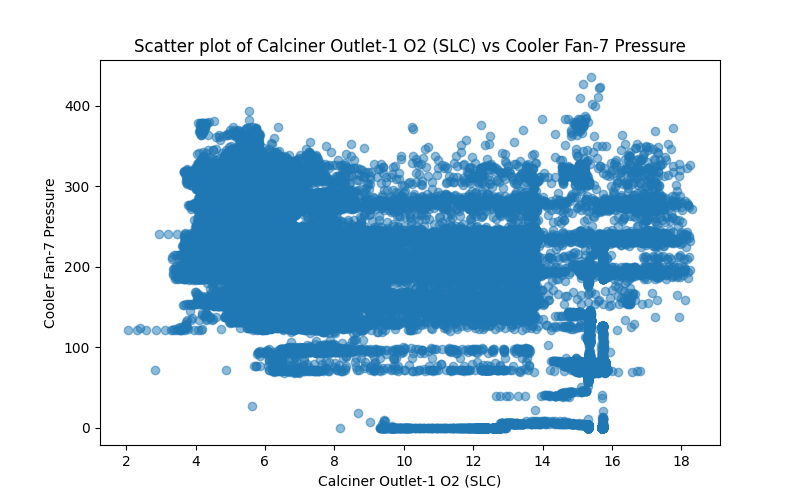 Scatter plot of Calciner Outlet-1 O2 (SLC) vs Cooler Fan-7 Pressure
400
300
200
100
0
Cooler Fan-7 Pressure
2 4 6 8 10 12 14 16 18
Calciner Outlet-1 O2 (SLC)